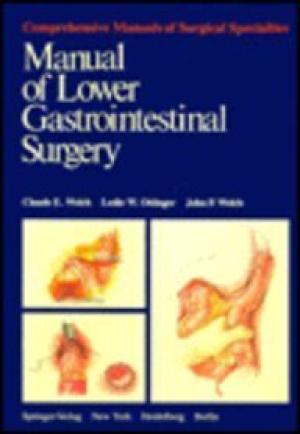 Comprehensive Manuals of Surgical Specialties
Manual
of Lower
Gastrointestinal
Surgery
Claude E. Welch Leslie W. Ottinger John P. Welch
Springer-Verlag New York Heidelberg Berlin